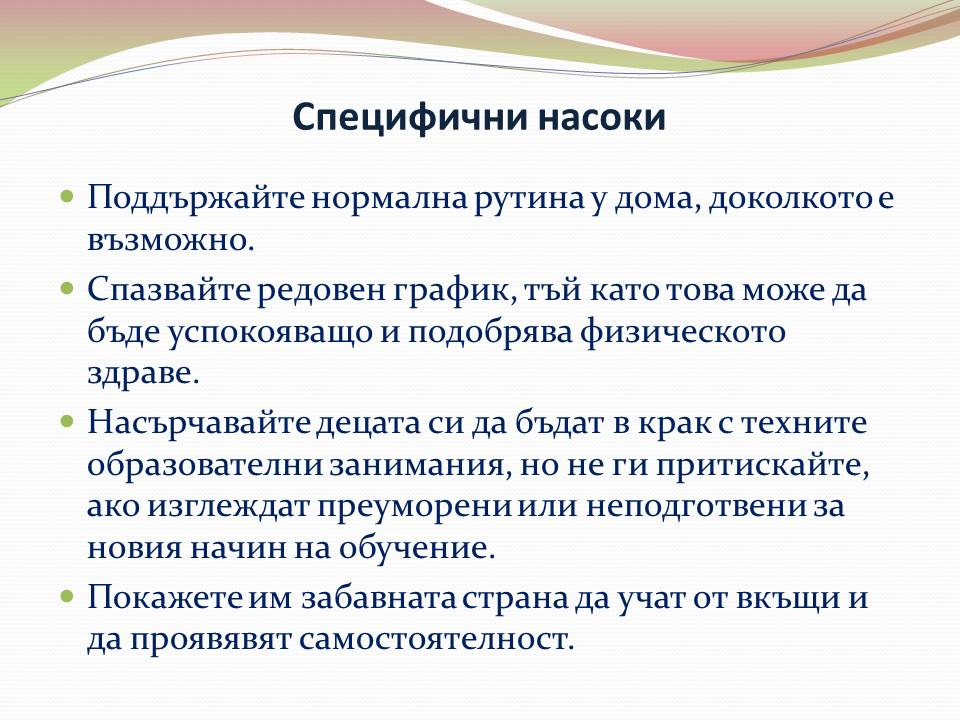 Специфични насоки
Поддържайте нормална рутина у дома, доколкото е
възможно.
Спазвайте редовен график, тъй като това може да
бъде успокояващо и подобрява физическото
здраве.
Насърчавайте децата си да бъдат в крак с техните
образователни занимания, но не ги притискайте,
ако изглеждат преуморени или неподготвени за
новия начин на обучение.
Покажете им забавната страна да учат от вкъщи и
да проявявят самостоятелност.